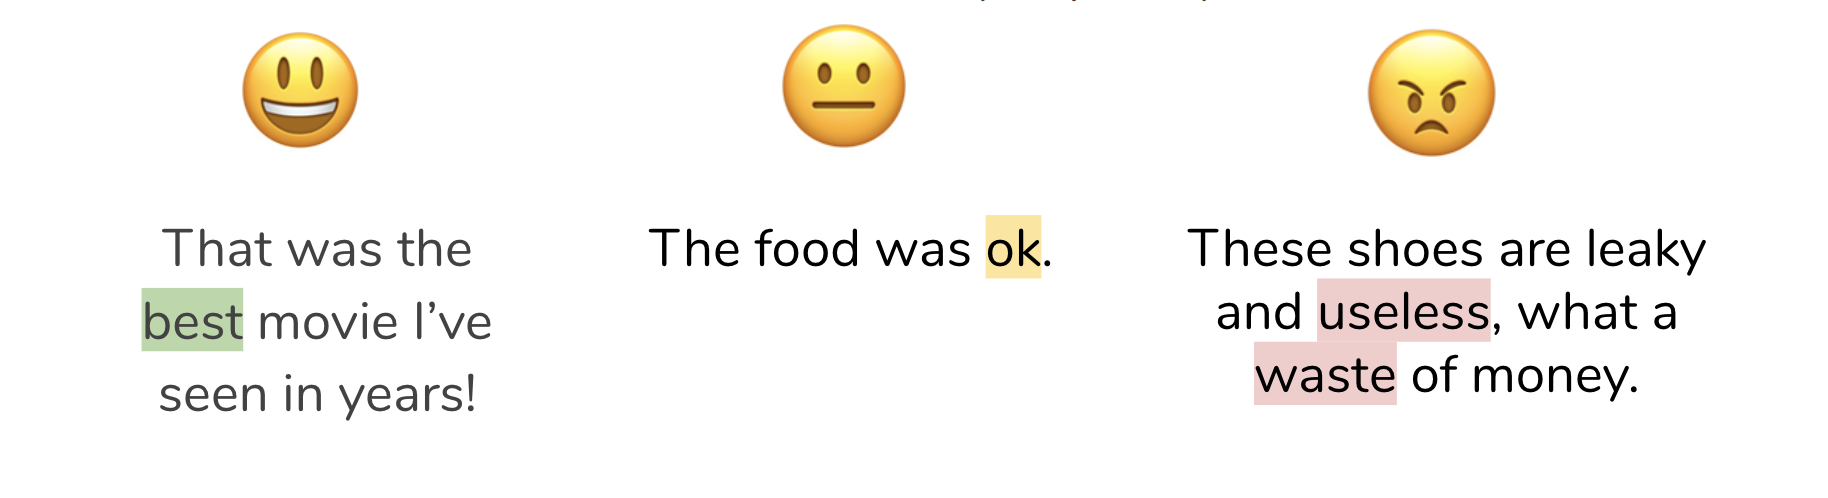 That was the
best movie I’ve
seen in years!
The food was ok.
These shoes are leaky
and useless, what a
waste of money.